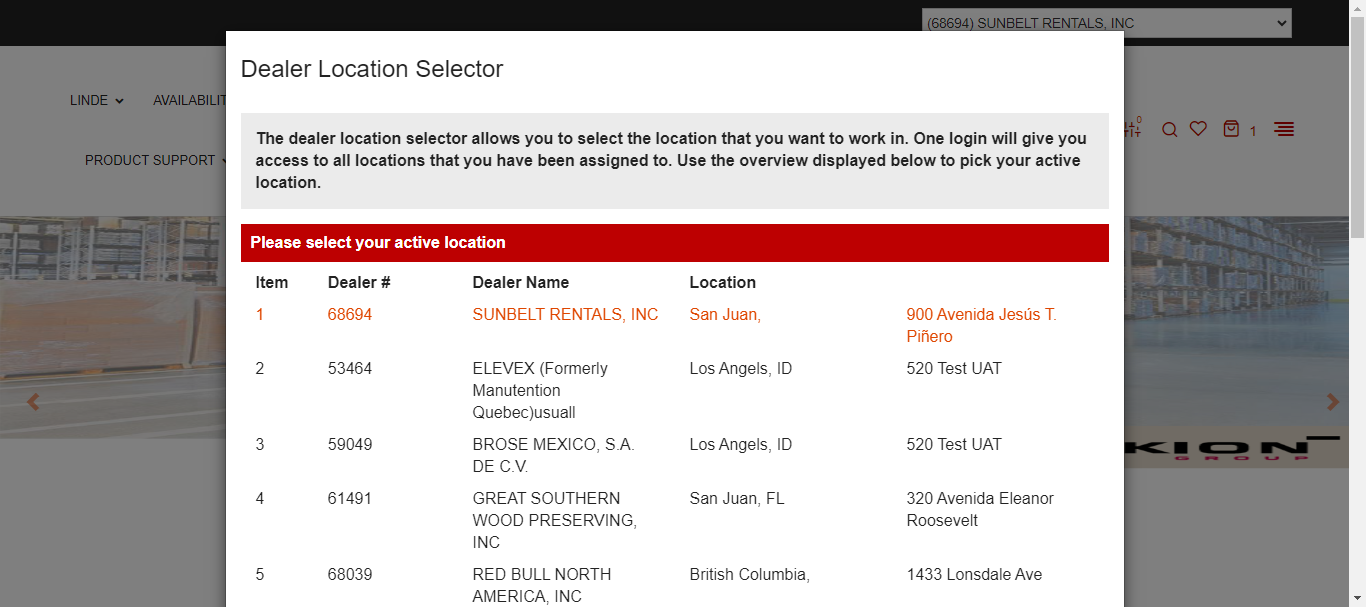 (68694) SUNBELT RENTALS, INC
Dealer Location Selector
LINDE
AVAILABILIT
PRODUCT SUPPORT
0
1
The dealer location selector allows you to select the location that you want to work in. One login will give you
access to all locations that you have been assigned to. Use the overview displayed below to pick your active
location.
Please select your active location
Item Dealer # Dealer Name Location
1 68694 SUNBELT RENTALS, INC San Juan, 900 Avenida Jesús T.
Piñero
2 53464 ELEVEX (Formerly Los Angels, ID 520 Test UAT
Manutention
Quebec)usuall
3 59049 BROSE MEXICO, S.A. Los Angels, ID 520 Test UAT
DE C.V.
KION
GROUP
4 61491 GREAT SOUTHERN San Juan, FL 320 Avenida Eleanor
WOOD PRESERVING, Roosevelt
INC
5 68039 RED BULL NORTH British Columbia, 1433 Lonsdale Ave
AMERICA, INC